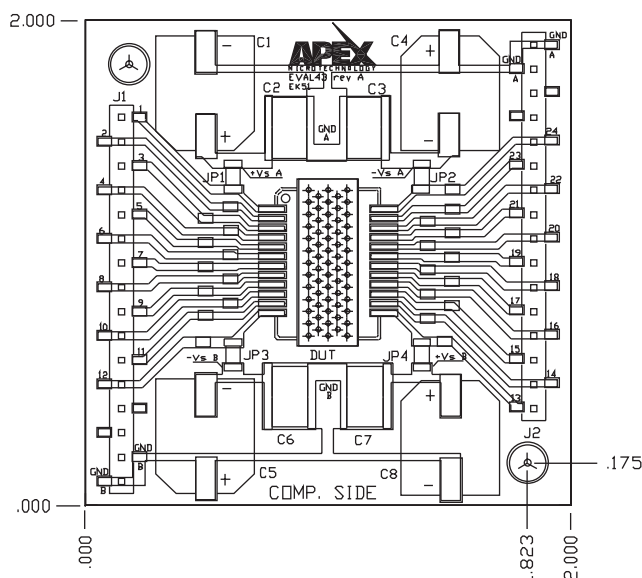 2.000
C1
C4
GND
A
GND
A
APEX
MICROTECHNOLOGY
EVAL43 rev A
EK51
J1
C2
C3
GND
A
1
2
3
4
5
6
7
8
9
10
11
12
JP1
+Vs A
-Vs A
JP2
24
23
22
21
20
19
18
17
16
15
14
13
-Vs B
JP3
DUT
JP4
+Vs B
GND
B
GND
B
GND
B
C6
C7
J2
C5
C8
COMP. SIDE
.175
.000
.000
2.000